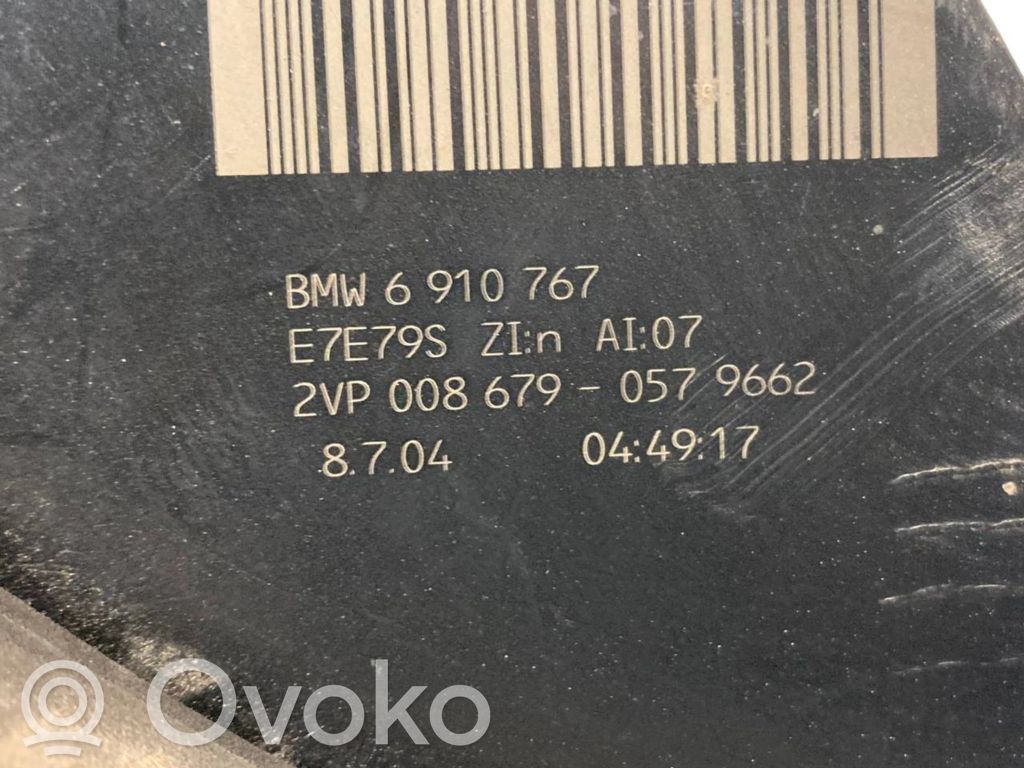 BMW 6 910 767
E7E79S ZI:n AI:07
2VP 008 679 - 057 9662
8.7.04 04:49:17
Ovoko